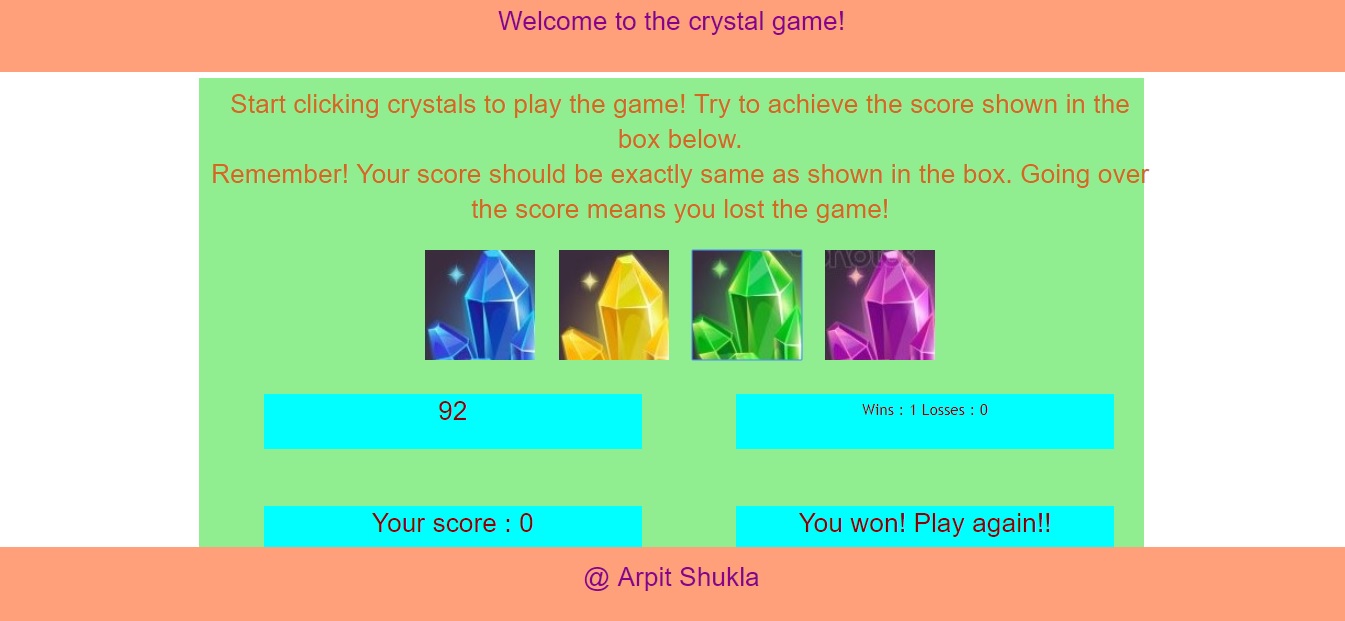 Welcome to the crystal game!
Start clicking crystals to play the game! Try to achieve the score shown in the
box below.
Remember! Your score should be exactly same as shown in the box. Going over
the score means you lost the game!
92
Wins : 1 Losses : 0
Your score : 0
You won! Play again!!
@ Arpit Shukla